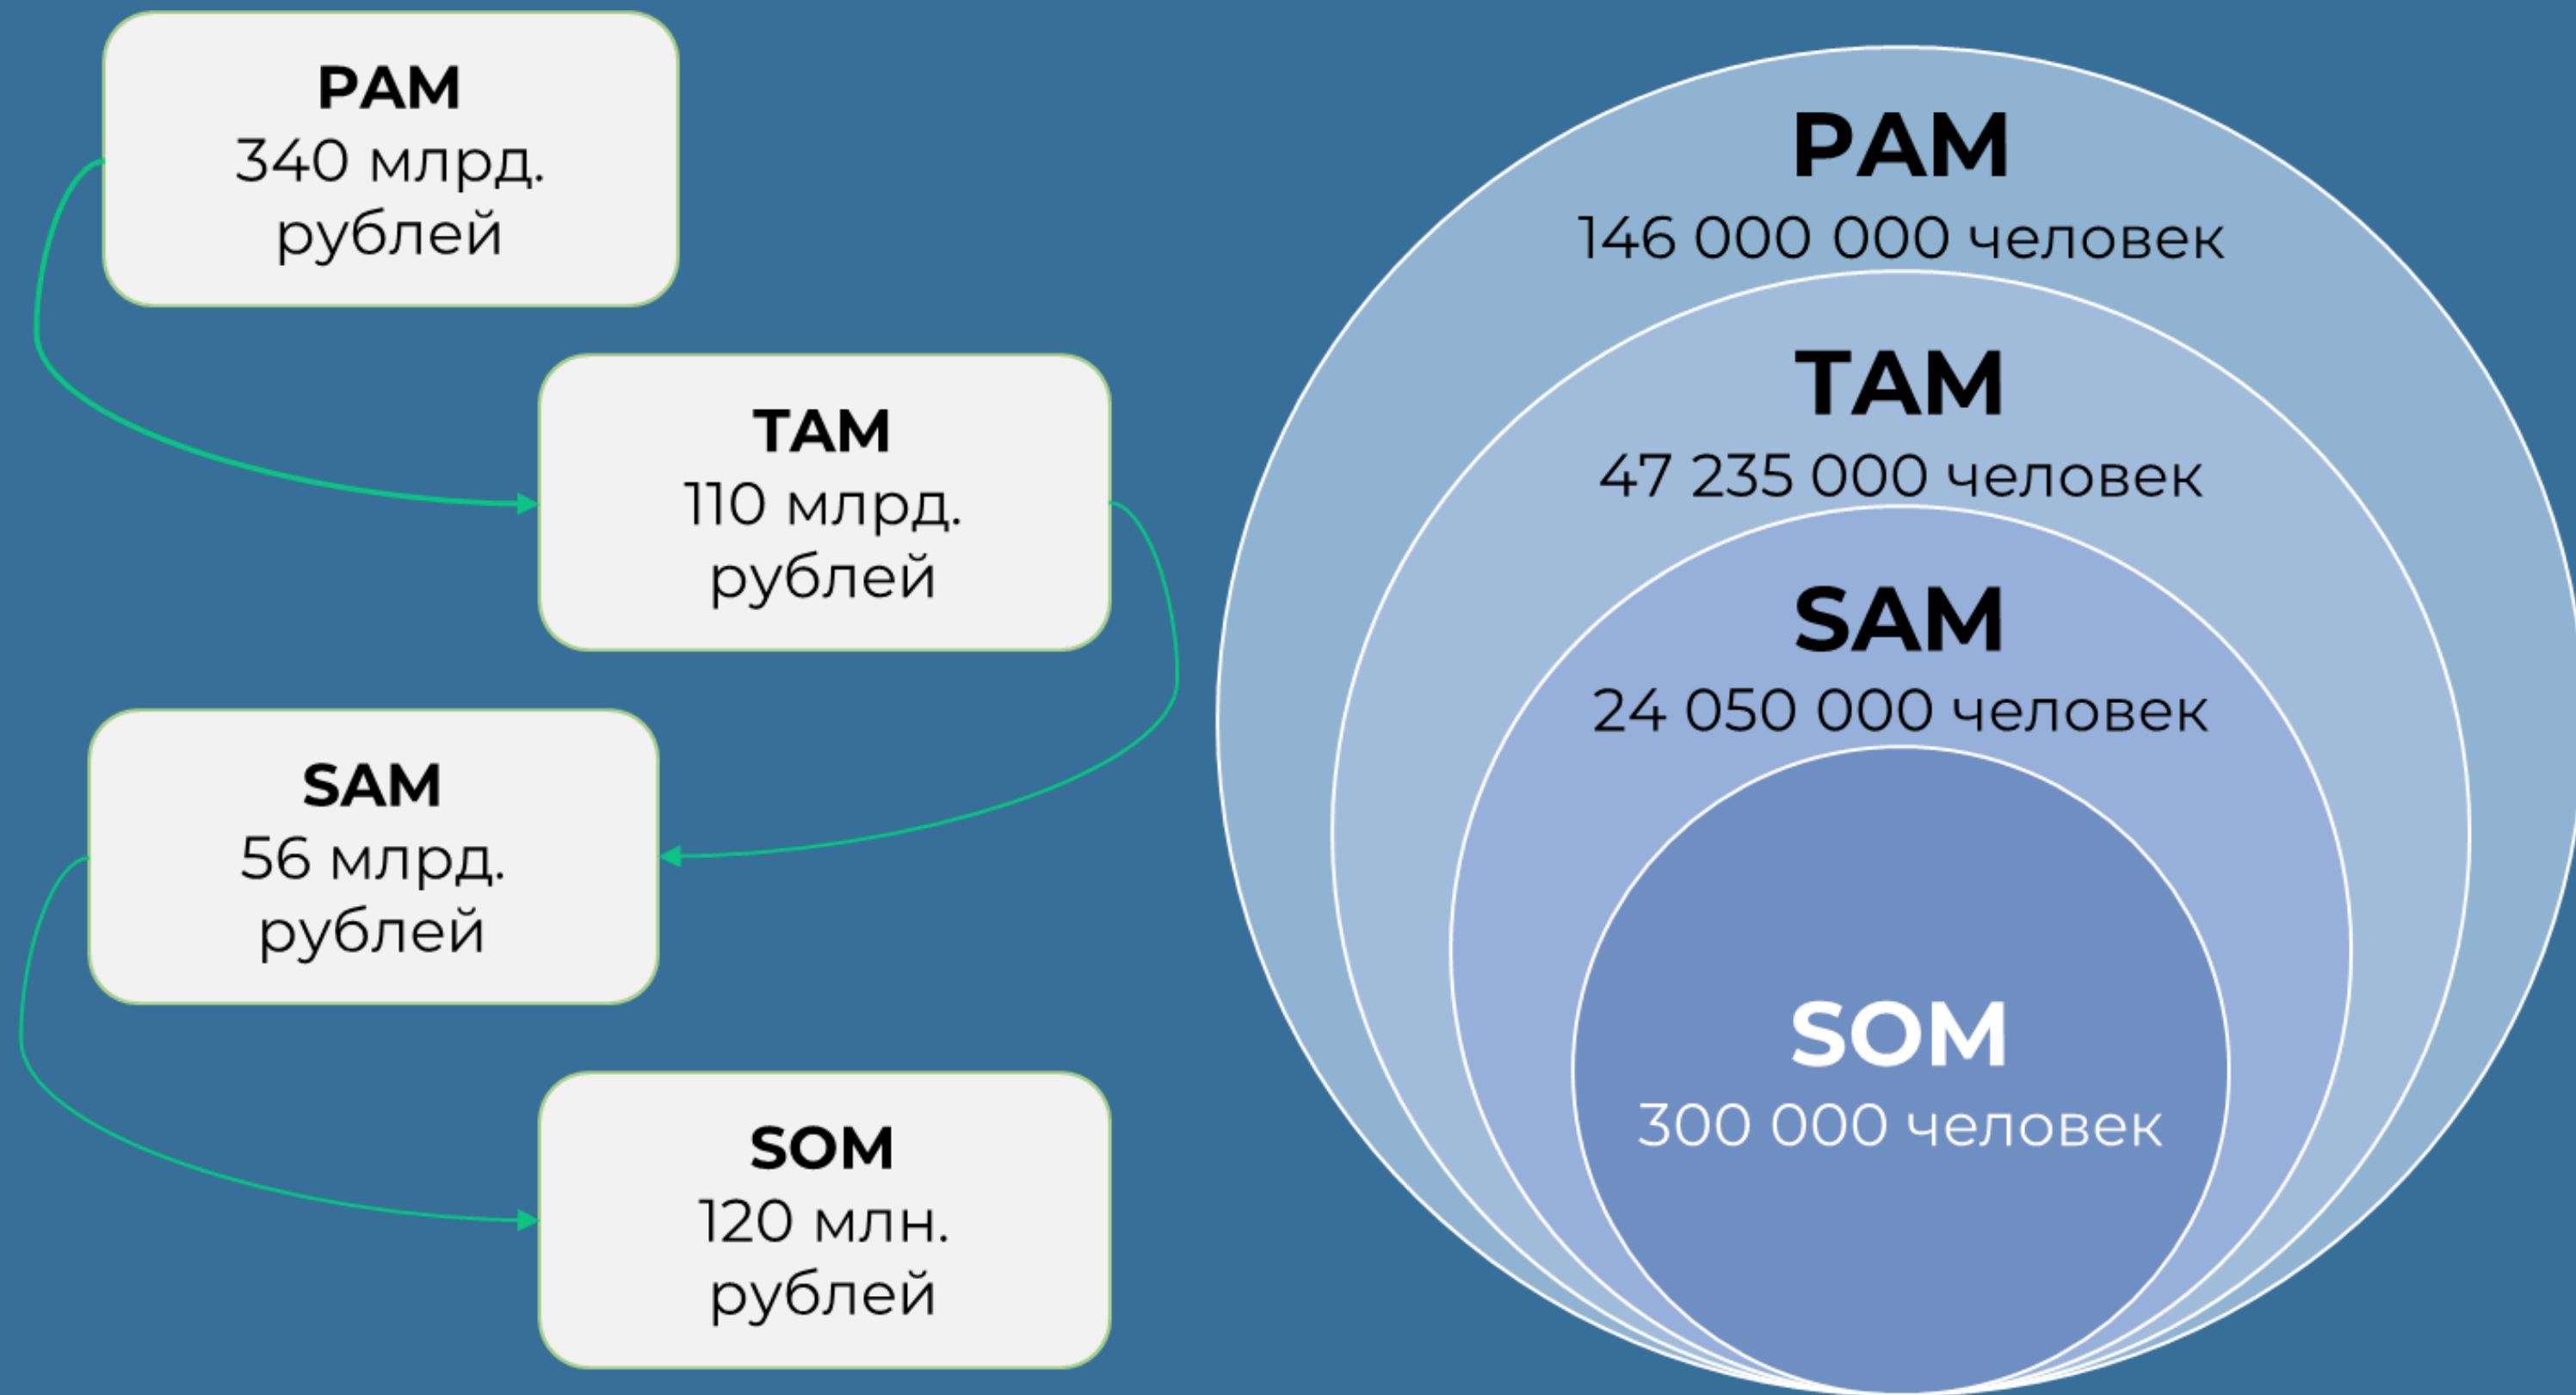 PAM
340 млрд.
рублей
TAM
110 млрд.
рублей
SAM
56 млрд.
рублей
SOM
120 млн.
рублей
PAM
146 000 000 человек
TAM
47 235 000 человек
SAM
24 050 000 человек
SOM
300 000 человек